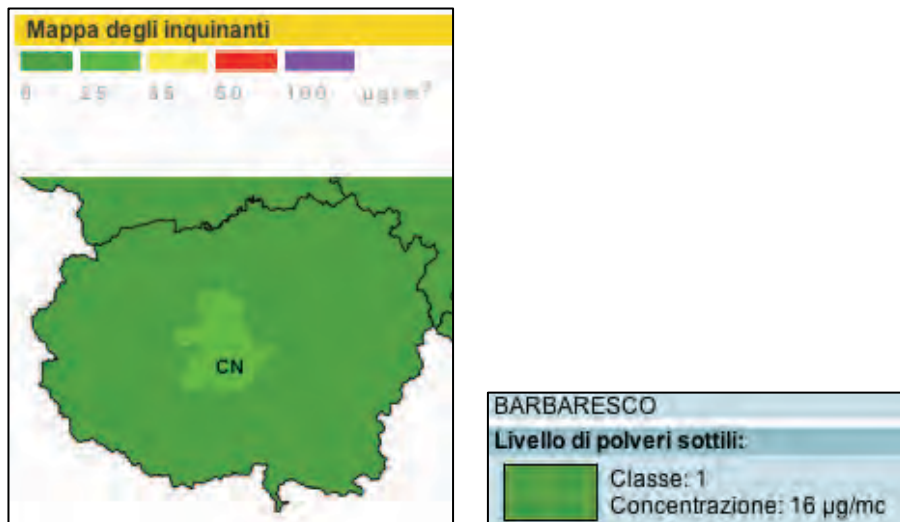 Mappa degli inquinanti
0 25 35 50 100 µg/m³
CN
BARBARESCO
Livello di polveri sottili:
Classe: 1
Concentrazione: 16 µg/mc